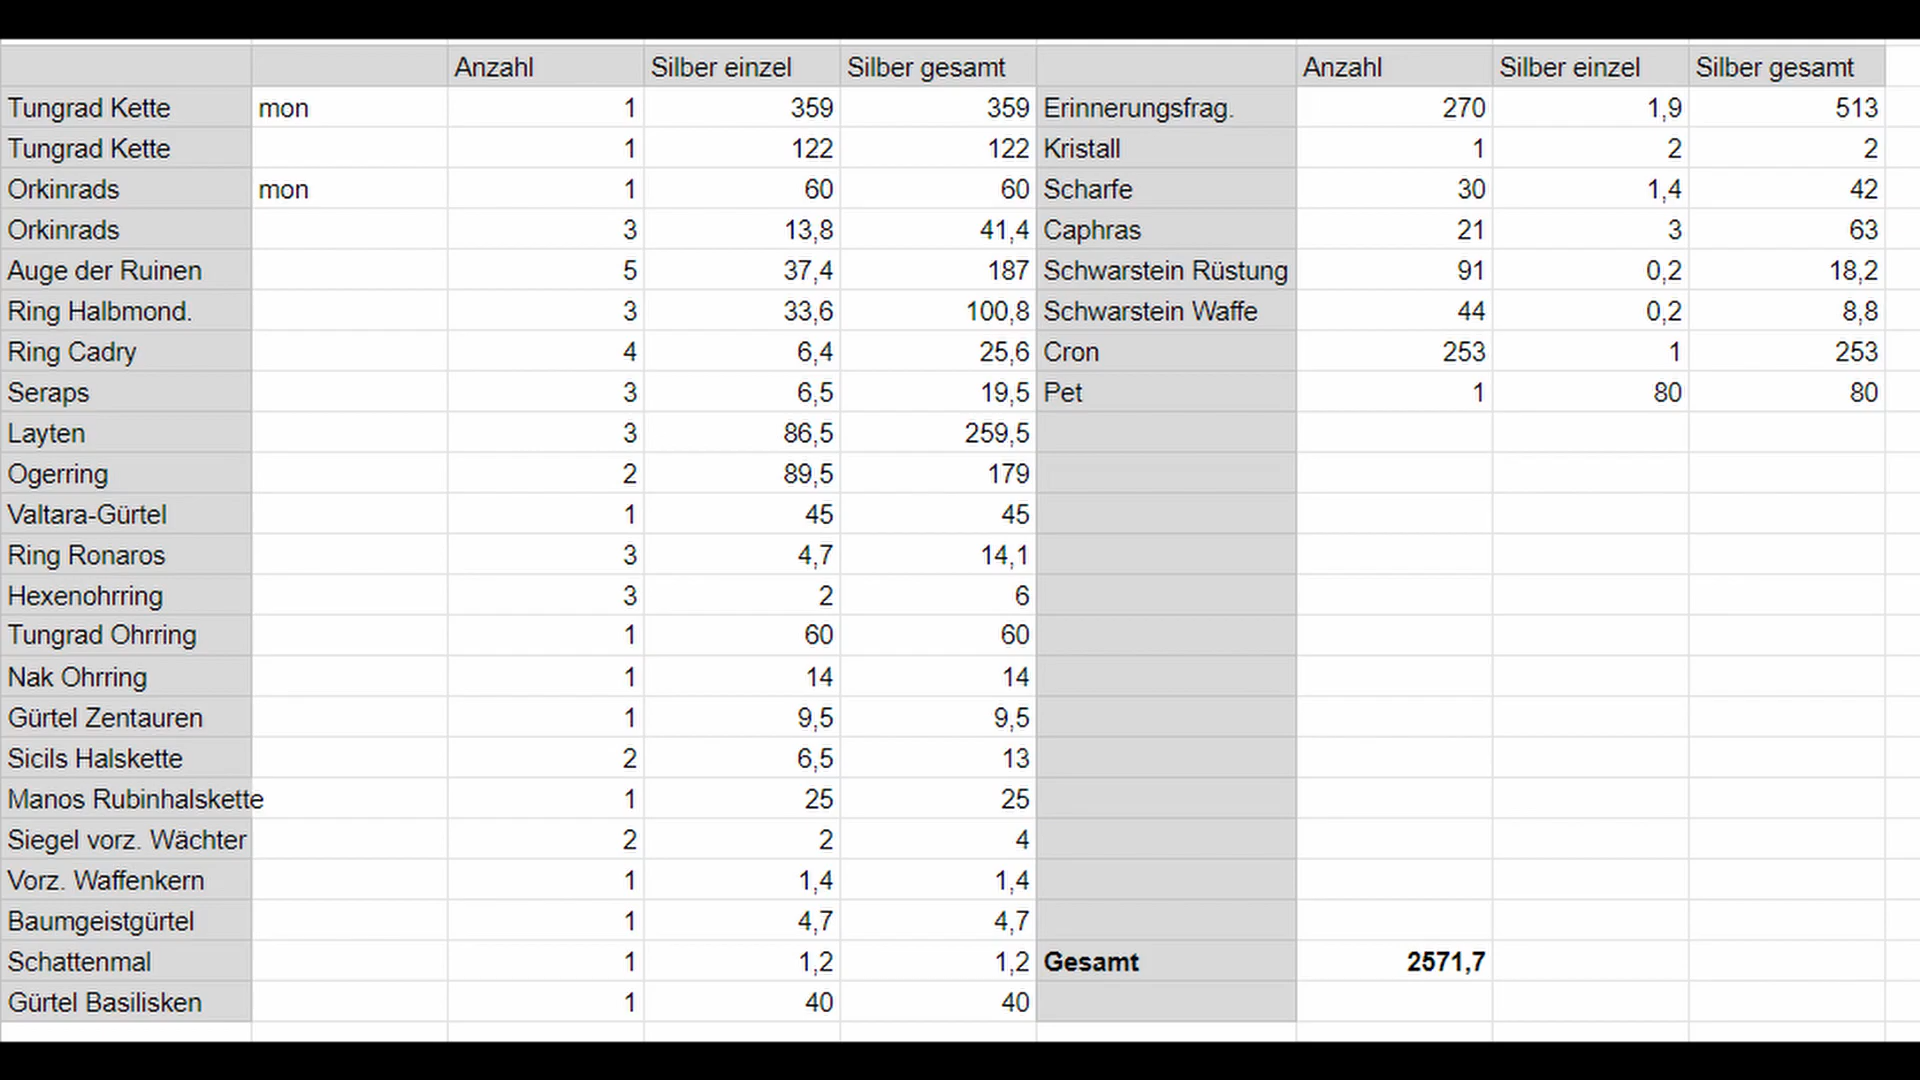 Anzahl Silber einzel Silber gesamt Anzahl Silber einzel Silber gesamt
Tungrad Kette mon 1 359 359 Erinnerungsfrag. 270 1,9 513
Tungrad Kette 1 122 122 Kristall 1 2 2
Orkinrads mon 1 60 60 Scharfe 30 1,4 42
Orkinrads 3 13,8 41,4 Caphras 21 3 63
Auge der Ruinen 5 37,4 187 Schwarstein Rüstung 91 0,2 18,2
Ring Halbmond. 3 33,6 100,8 Schwarstein Waffe 44 0,2 8,8
Ring Cadry 4 6,4 25,6 Cron 253 1 253
Seraps 3 6,5 19,5 Pet 1 80 80
Layten 3 86,5 259,5
Ogerring 2 89,5 179
Valtara-Gürtel 1 45 45
Ring Ronaros 3 4,7 14,1
Hexenohrring 3 2 6
Tungrad Ohrring 1 60 60
Nak Ohrring 1 14 14
Gürtel Zentauren 1 9,5 9,5
Sicils Halskette 2 6,5 13
Manos Rubinhalskette 1 25 25
Siegel vorz. Wächter 2 2 4
Vorz. Waffenkern 1 1,4 1,4
Baumgeistgürtel 1 4,7 4,7
Schattenmal 1 1,2 1,2 Gesamt 2571,7
Gürtel Basilisken 1 40 40